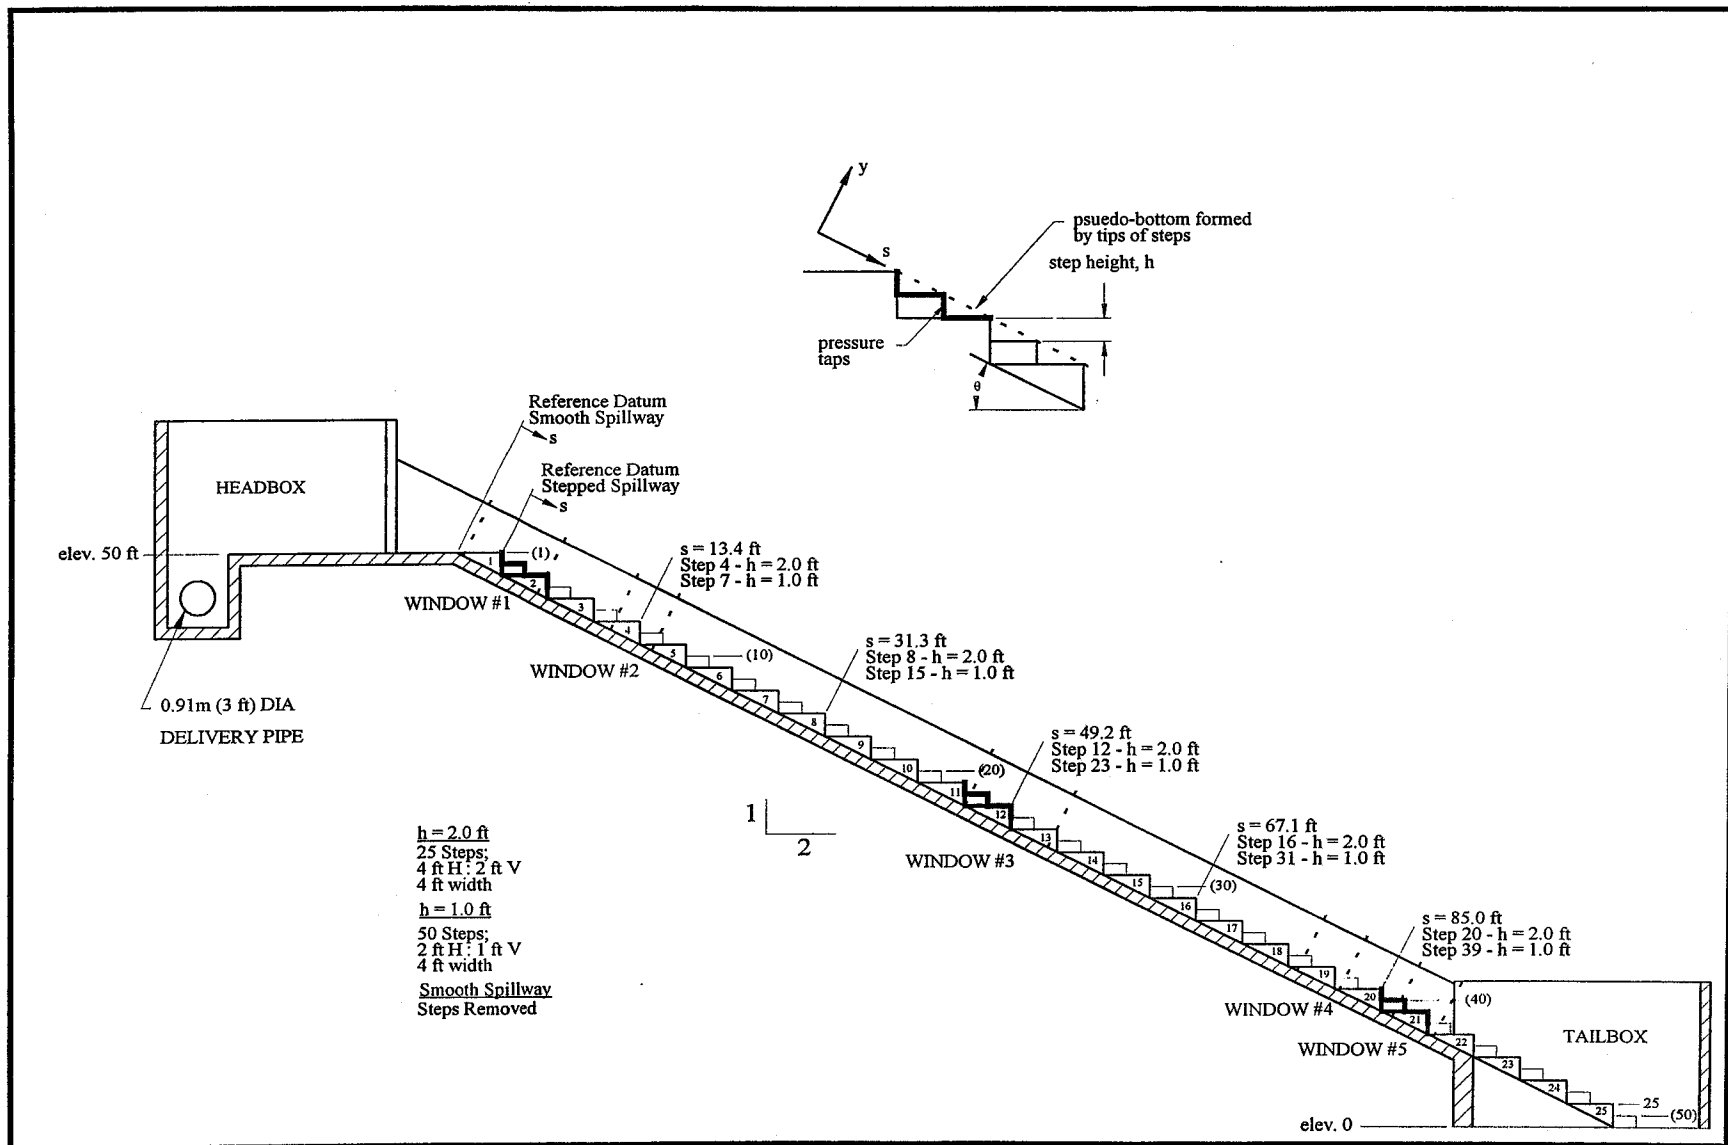 y
s
psuedo-bottom formed
by tips of steps
step height, h
pressure
taps
θ
Reference Datum
Smooth Spillway
s
Reference Datum
Stepped Spillway
s
HEADBOX
elev. 50 ft
(1)
s = 13.4 ft
Step 4 - h = 2.0 ft
Step 7 - h = 1.0 ft
WINDOW #1
1
2
3
4
5
6
7
8
9
10
11
12
13
14
15
16
17
18
19
20
21
22
23
24
25
WINDOW #2
(10)
s = 31.3 ft
Step 8 - h = 2.0 ft
Step 15 - h = 1.0 ft
0.91m (3 ft) DIA
DELIVERY PIPE
s = 49.2 ft
Step 12 - h = 2.0 ft
Step 23 - h = 1.0 ft
(20)
1
2
WINDOW #3
s = 67.1 ft
Step 16 - h = 2.0 ft
Step 31 - h = 1.0 ft
(30)
h = 2.0 ft
25 Steps;
4 ft H : 2 ft V
4 ft width
h = 1.0 ft
50 Steps;
2 ft H : 1 ft V
4 ft width
Smooth Spillway
Steps Removed
s = 85.0 ft
Step 20 - h = 2.0 ft
Step 39 - h = 1.0 ft
(40)
WINDOW #4
WINDOW #5
TAILBOX
25
(50)
elev. 0